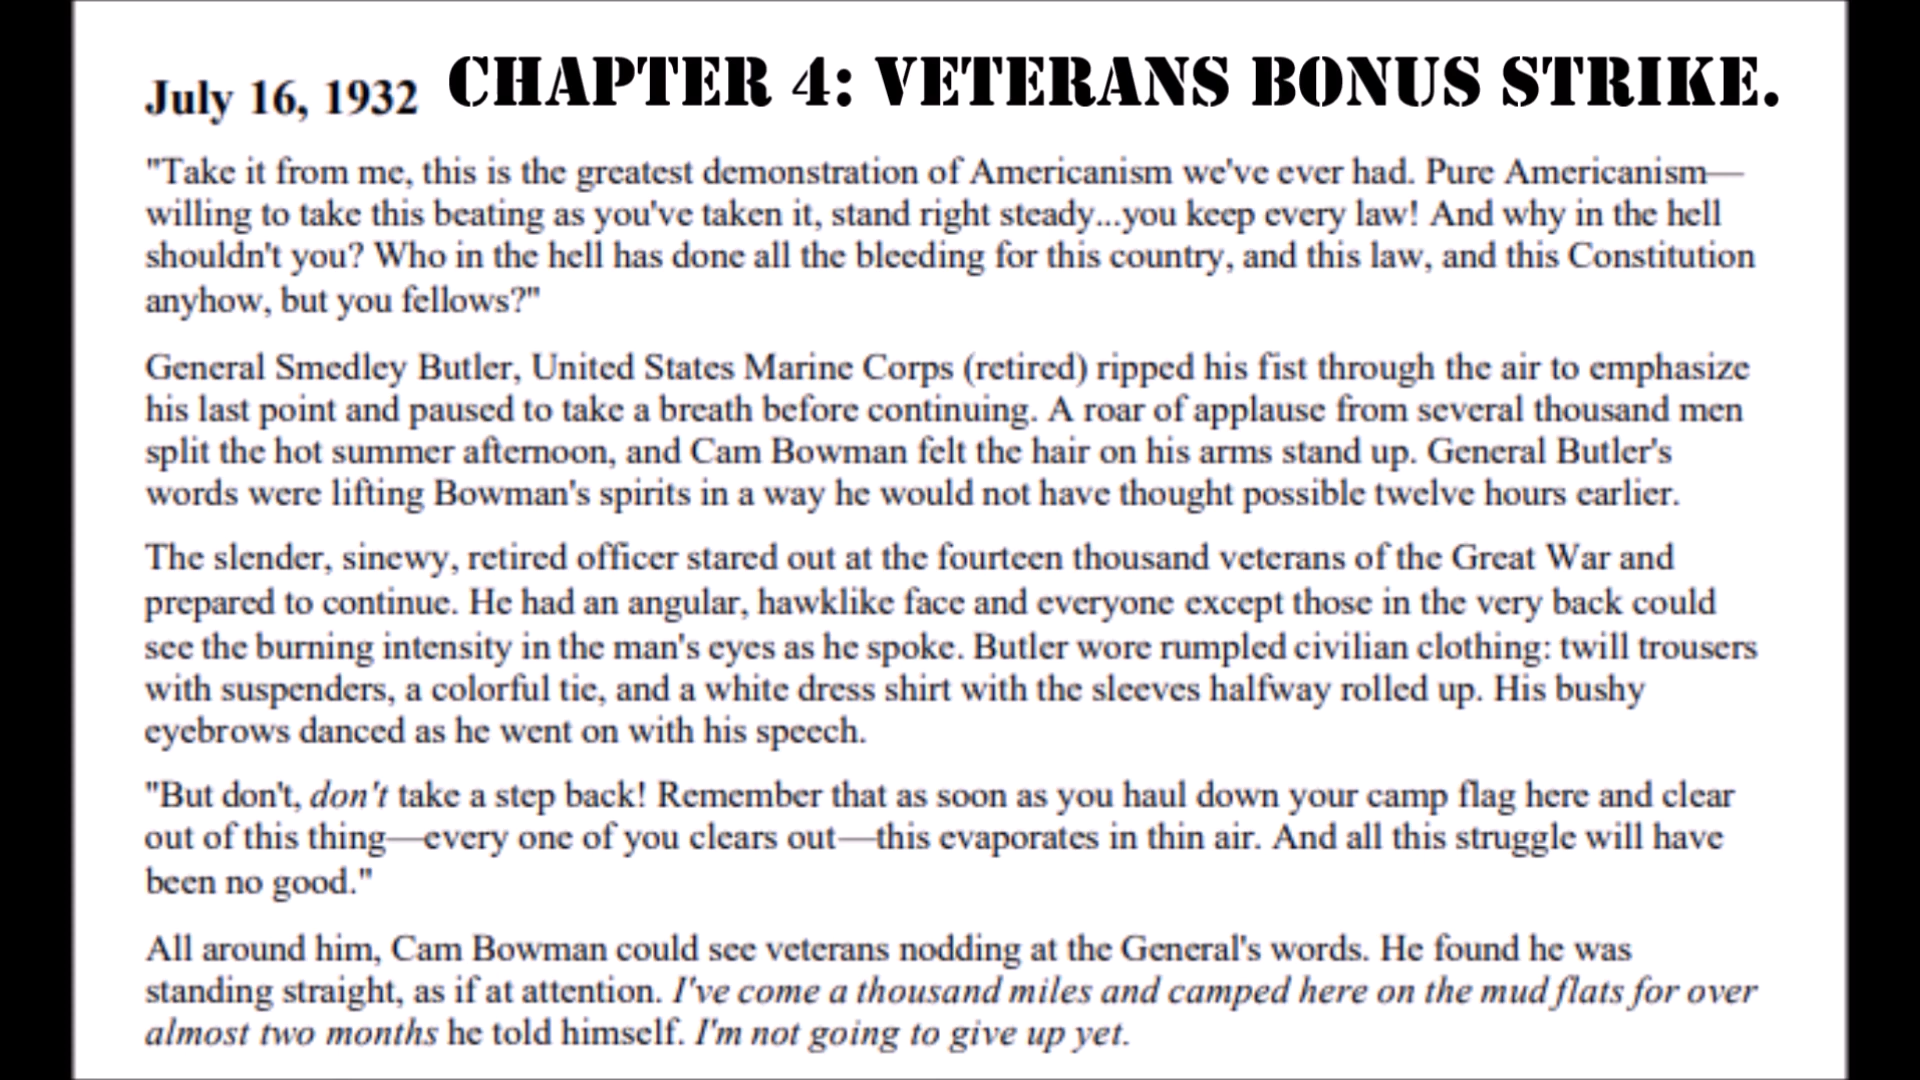 July 16, 1932 CHAPTER 4: VETERANS BONUS STRIKE.
"Take it from me, this is the greatest demonstration of Americanism we've ever had. Pure Americanism—
willing to take this beating as you've taken it, stand right steady...you keep every law! And why in the hell
shouldn't you? Who in the hell has done all the bleeding for this country, and this law, and this Constitution
anyhow, but you fellows?"
General Smedley Butler, United States Marine Corps (retired) ripped his fist through the air to emphasize
his last point and paused to take a breath before continuing. A roar of applause from several thousand men
split the hot summer afternoon, and Cam Bowman felt the hair on his arms stand up. General Butler's
words were lifting Bowman's spirits in a way he would not have thought possible twelve hours earlier.
The slender, sinewy, retired officer stared out at the fourteen thousand veterans of the Great War and
prepared to continue. He had an angular, hawklike face and everyone except those in the very back could
see the burning intensity in the man's eyes as he spoke. Butler wore rumpled civilian clothing: twill trousers
with suspenders, a colorful tie, and a white dress shirt with the sleeves halfway rolled up. His bushy
eyebrows danced as he went on with his speech.
"But don't, don't take a step back! Remember that as soon as you haul down your camp flag here and clear
out of this thing—every one of you clears out—this evaporates in thin air. And all this struggle will have
been no good."
All around him, Cam Bowman could see veterans nodding at the General's words. He found he was
standing straight, as if at attention. I've come a thousand miles and camped here on the mud flats for over
almost two months he told himself. I'm not going to give up yet.